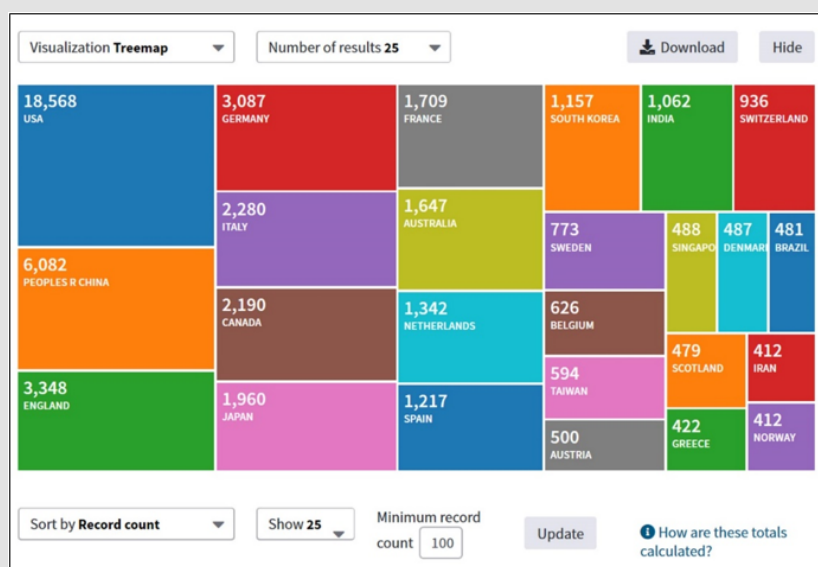 Visualization Treemap
Number of results 25
Download
Hide
18,568
USA
6,082
PEOPLES R CHINA
3,348
ENGLAND
3,087
GERMANY
2,280
ITALY
2,190
CANADA
1,960
JAPAN
1,709
FRANCE
1,647
AUSTRALIA
1,342
NETHERLANDS
1,217
SPAIN
1,157
SOUTH KOREA
1,062
INDIA
936
SWITZERLAND
773
SWEDEN
626
BELGIUM
594
TAIWAN
500
AUSTRIA
488
SINGAPO
487
DENMARI
481
BRAZIL
479
SCOTLAND
422
GREECE
412
IRAN
412
NORWAY
Sort by Record count
Show 25
Minimum record
count 100
Update
How are these totals
calculated?